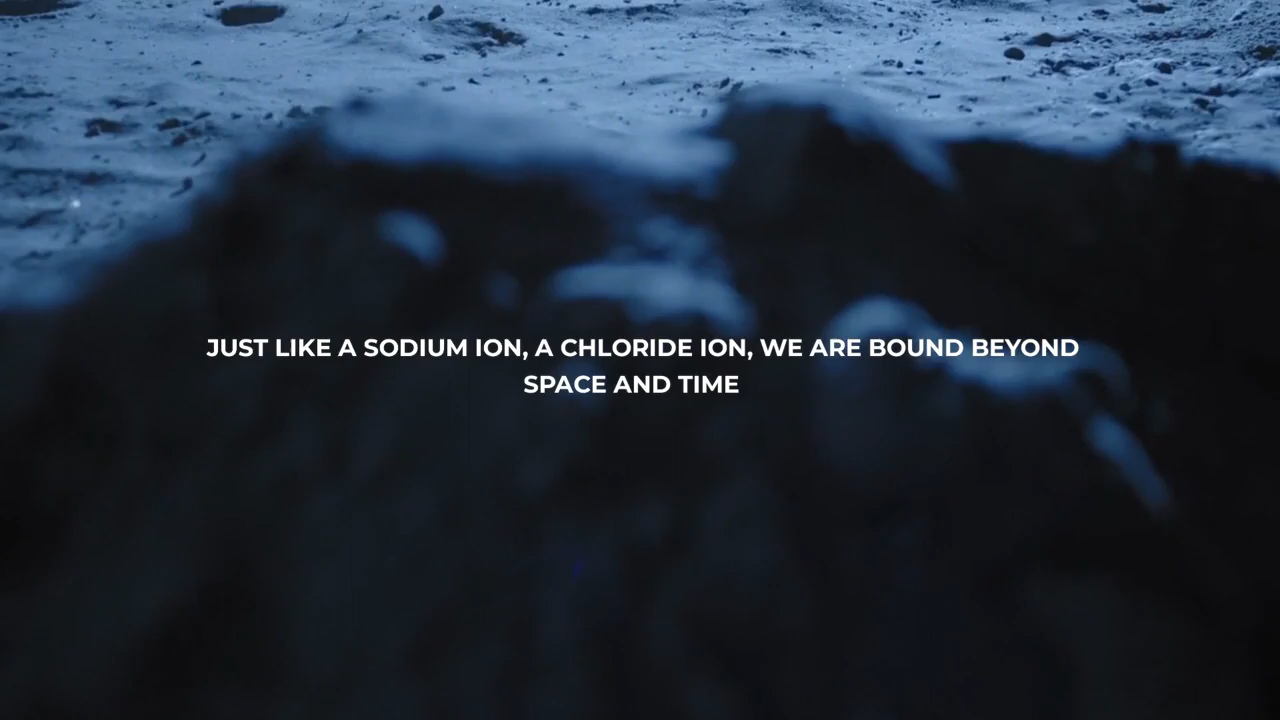 JUST LIKE A SODIUM ION, A CHLORIDE ION, WE ARE BOUND BEYOND
SPACE AND TIME